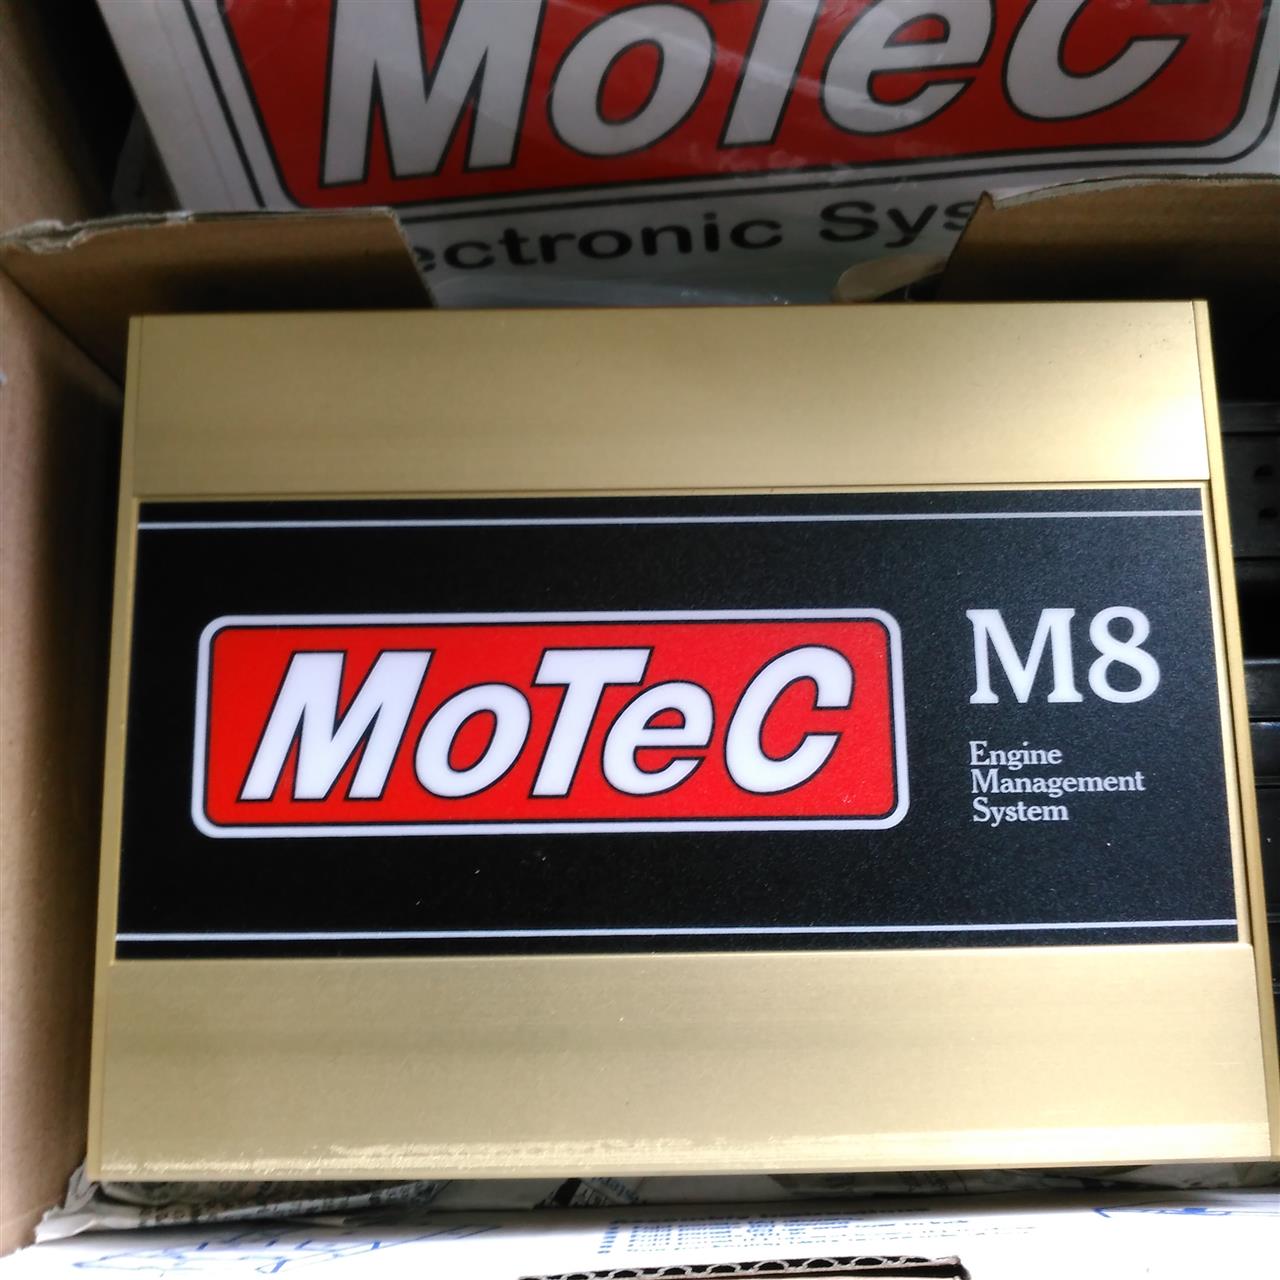 MoTeC
ectronic Sys
MoTeC
M8
Engine
Management
System